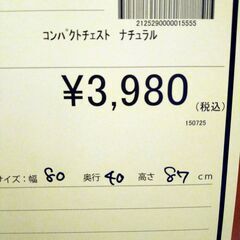 2125290000015555
コンパクトチェスト ナチュラル
¥3,980
(税込)
150725
サイズ：幅 80 奥行 40 高さ 87 cm